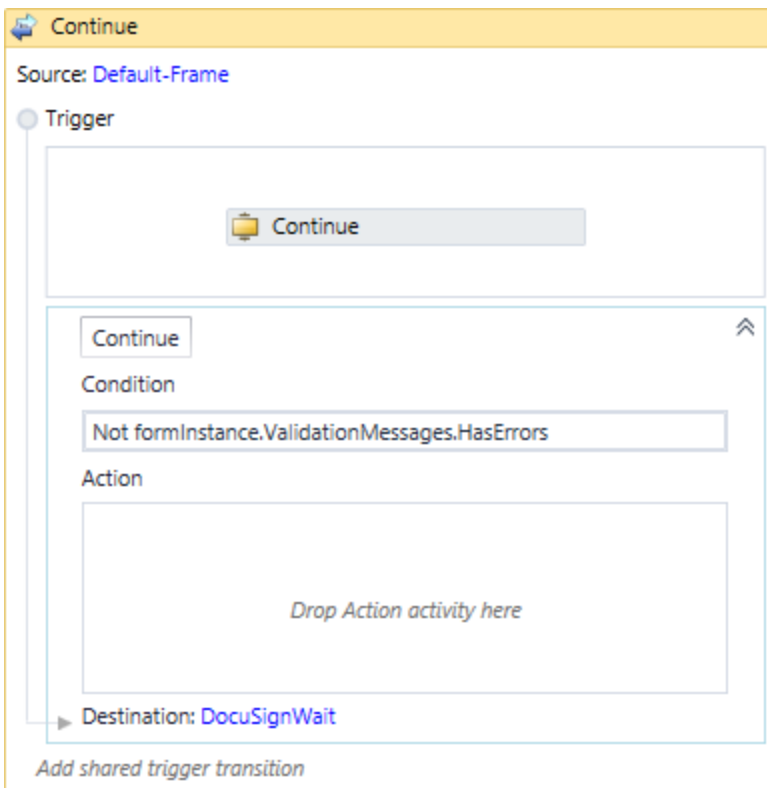 Continue
Source: Default-Frame
Trigger
Continue
Continue
Condition
Not formInstance.ValidationMessages.HasErrors
Action
Drop Action activity here
Destination: DocuSignWait
Add shared trigger transition